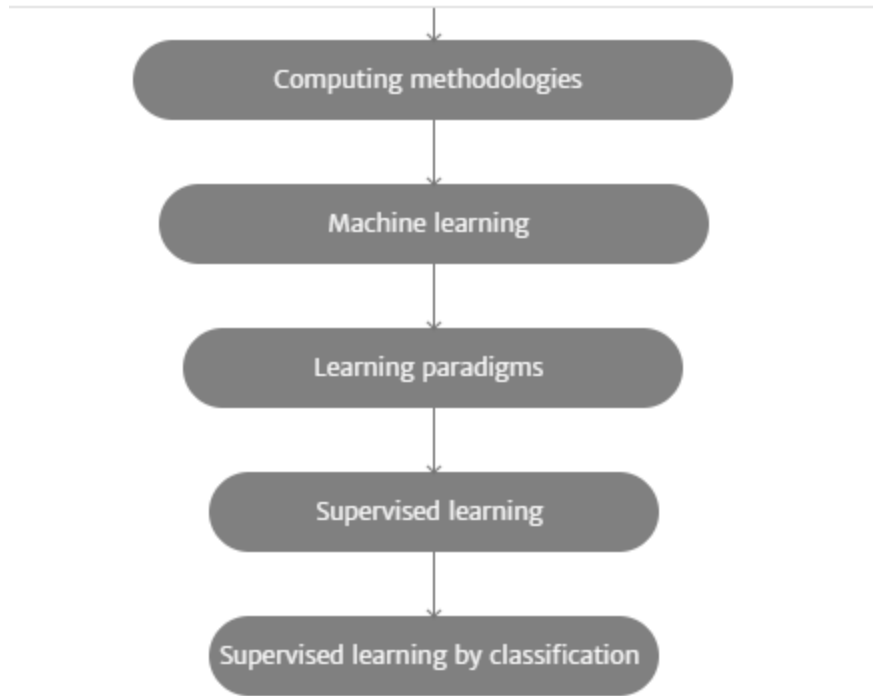 Computing methodologies
Machine learning
Learning paradigms
Supervised learning
Supervised learning by classification